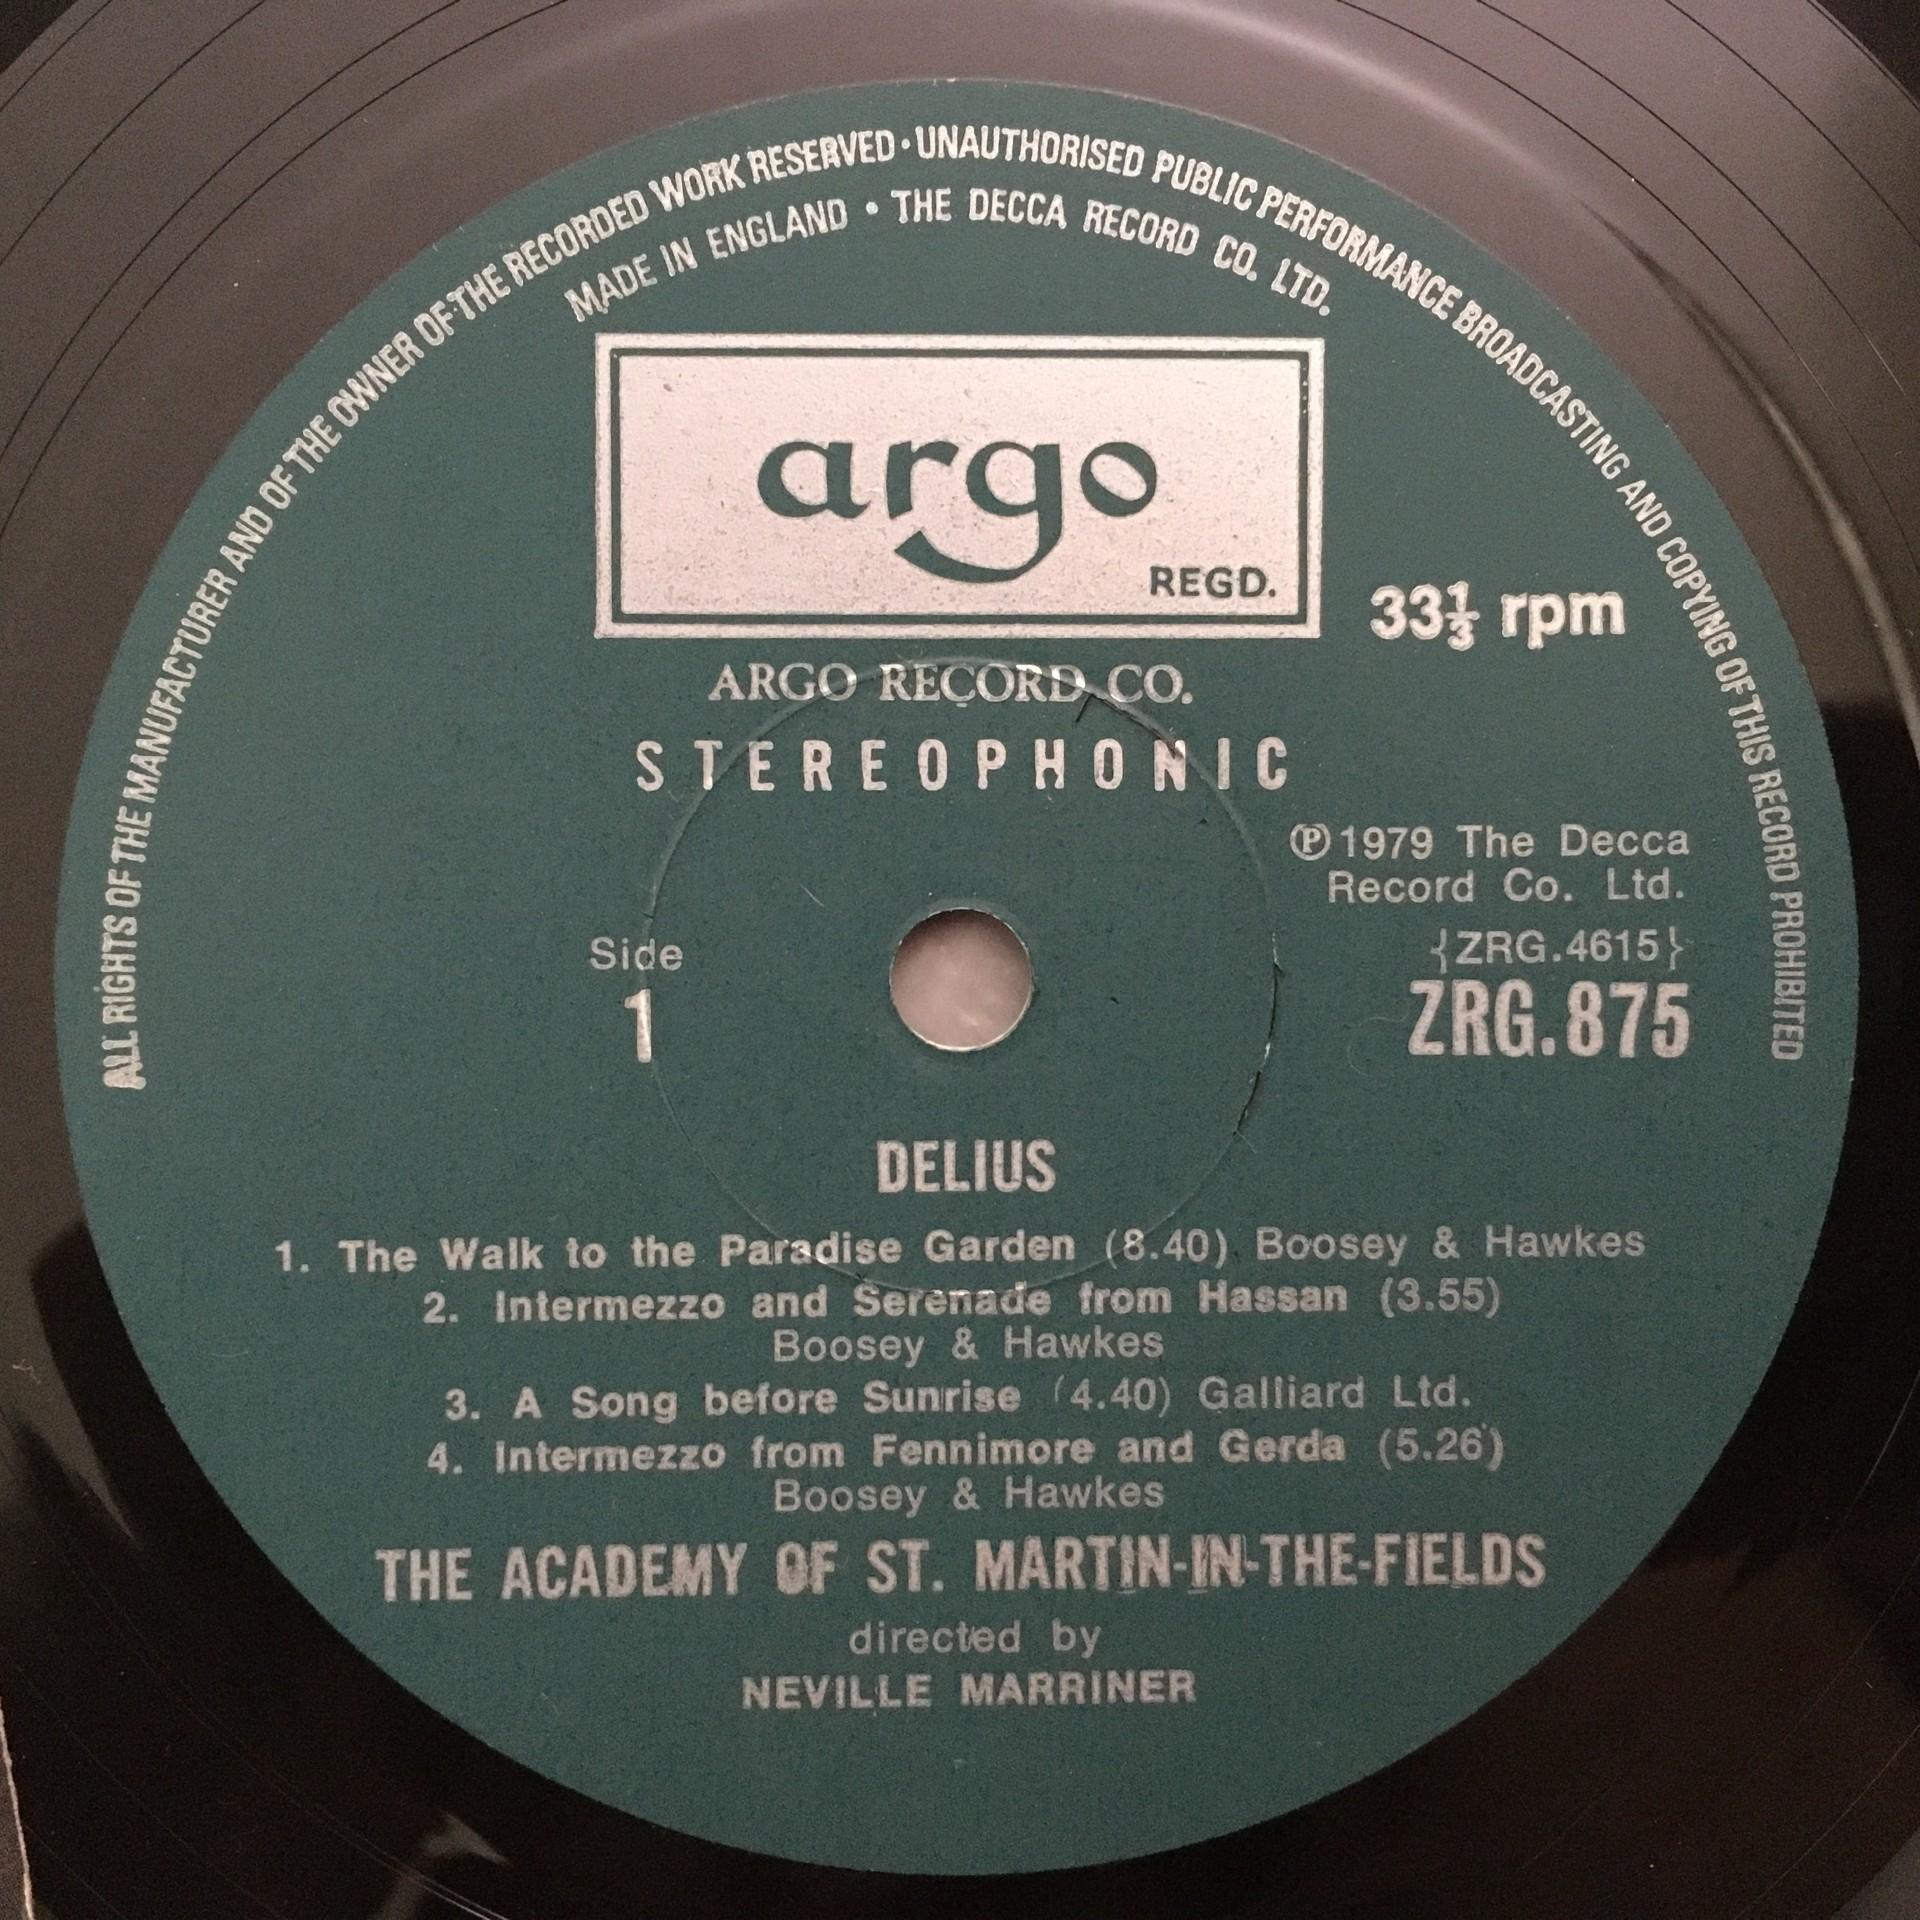 ALL RIGHTS OF THE MANUFACTURER AND OF THE OWNER OF THE RECORDED WORK RESERVED · UNAUTHORISED PUBLIC PERFORMANCE BROADCASTING AND COPYING OF THIS RECORD PROHIBITED
MADE IN ENGLAND • THE DECCA RECORD CO. LTD.
argo
REGD.
33⅓ rpm
ARGO RECORD CO.
STEREOPHONIC
℗1979 The Decca
Record Co. Ltd.
Side
1
{ZRG.4615}
ZRG.875
DELIUS
1. The Walk to the Paradise Garden (8.40) Boosey & Hawkes
2. Intermezzo and Serenade from Hassan (3.55)
Boosey & Hawkes
3. A Song before Sunrise (4.40) Galliard Ltd.
4. Intermezzo from Fennimore and Gerda (5.26)
Boosey & Hawkes
THE ACADEMY OF ST. MARTIN-IN-THE-FIELDS
directed by
NEVILLE MARRINER